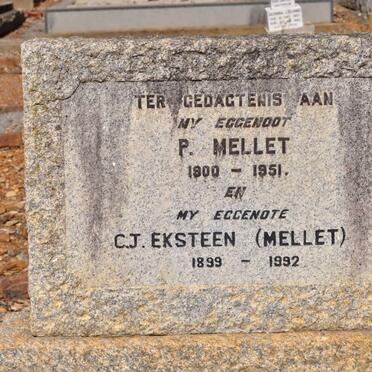 TER GEDAGTENIS AAN
MY EGGENOOT
P. MELLET
1900 - 1951.
EN
MY EGGENOTE
C.J. EKSTEEN (MELLET)
1899 - 1992